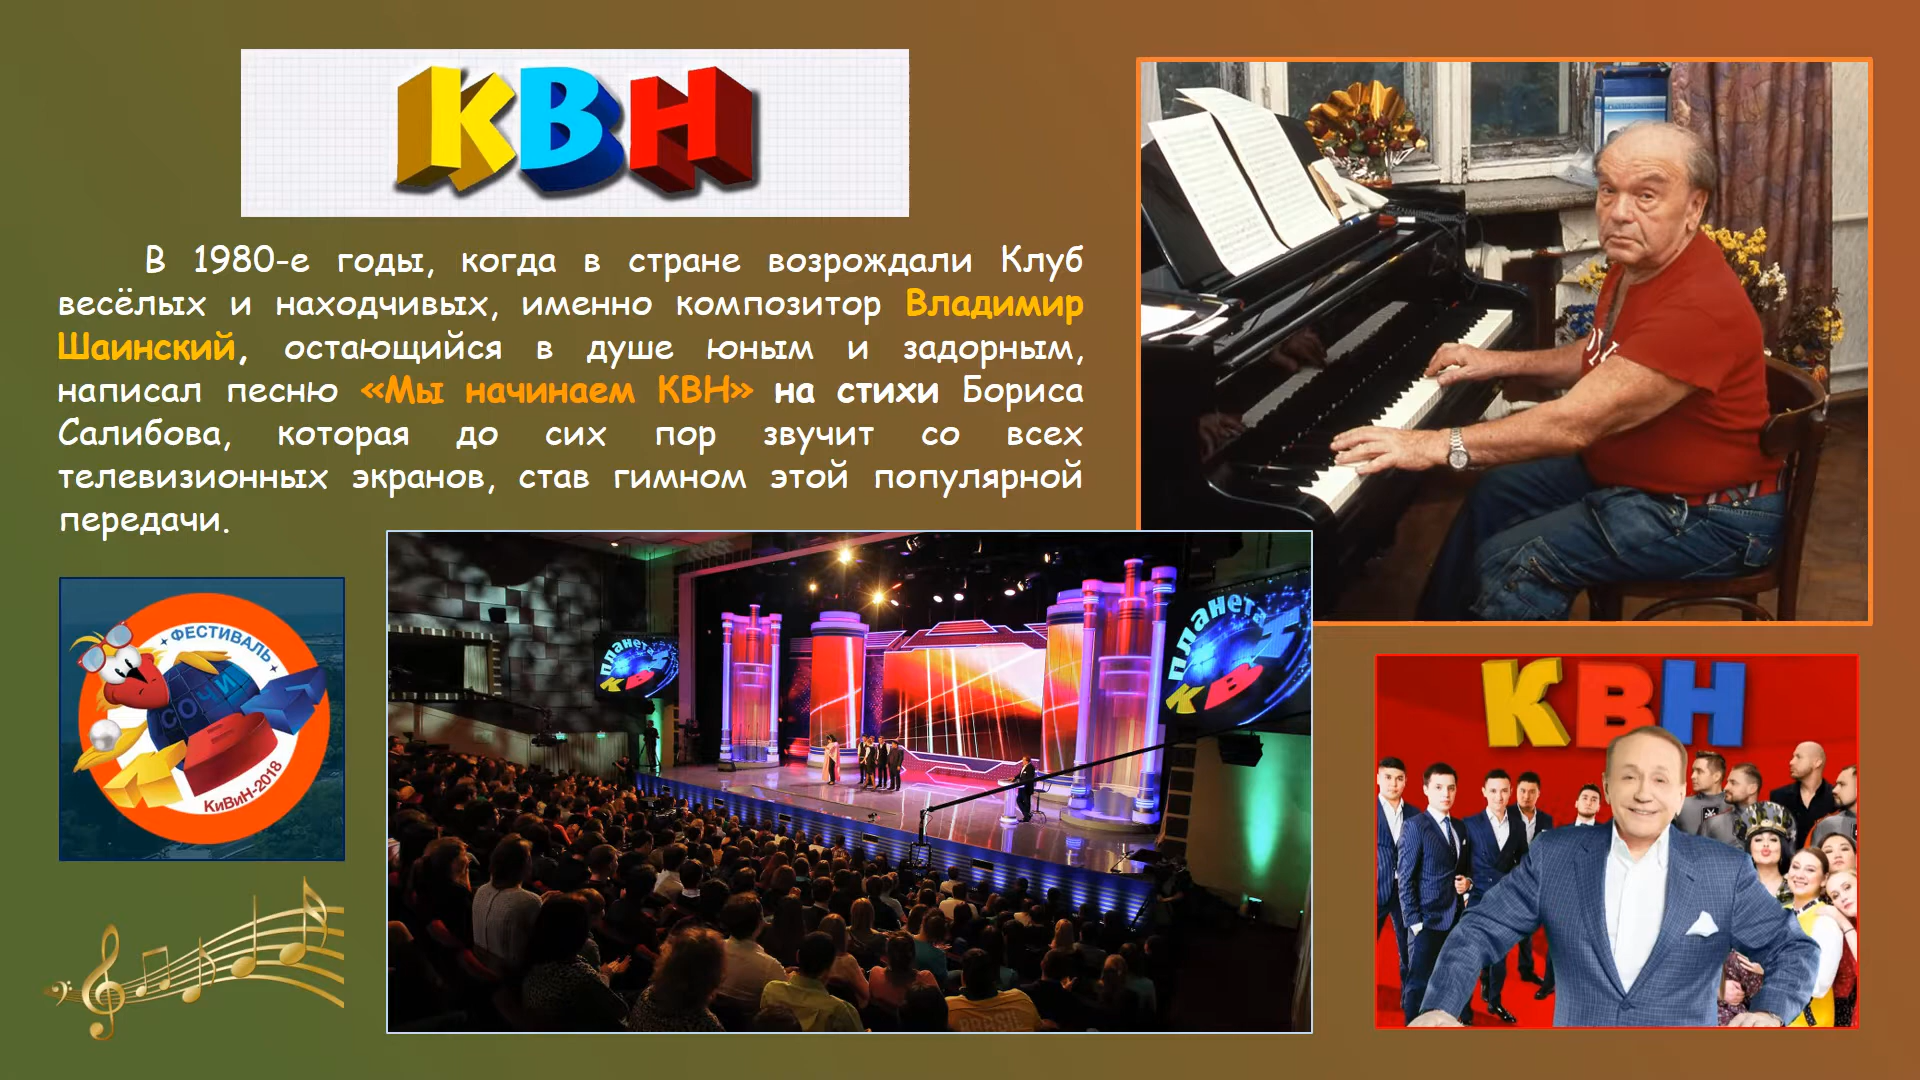 КВН
В 1980-е годы, когда в стране возрождали Клуб
весёлых и находчивых, именно композитор Владимир
Шаинский, остающийся в душе юным и задорным,
написал песню «Мы начинаем КВН» на стихи Бориса
Салибова, которая до сих пор звучит со всех
телевизионных экранов, став гимном этой популярной
передачи.
ФЕСТИВАЛЬ
СОЧИ
КВН
КиВиН-2018
планета
КВН
планета
КВН
BRASIL
КВН